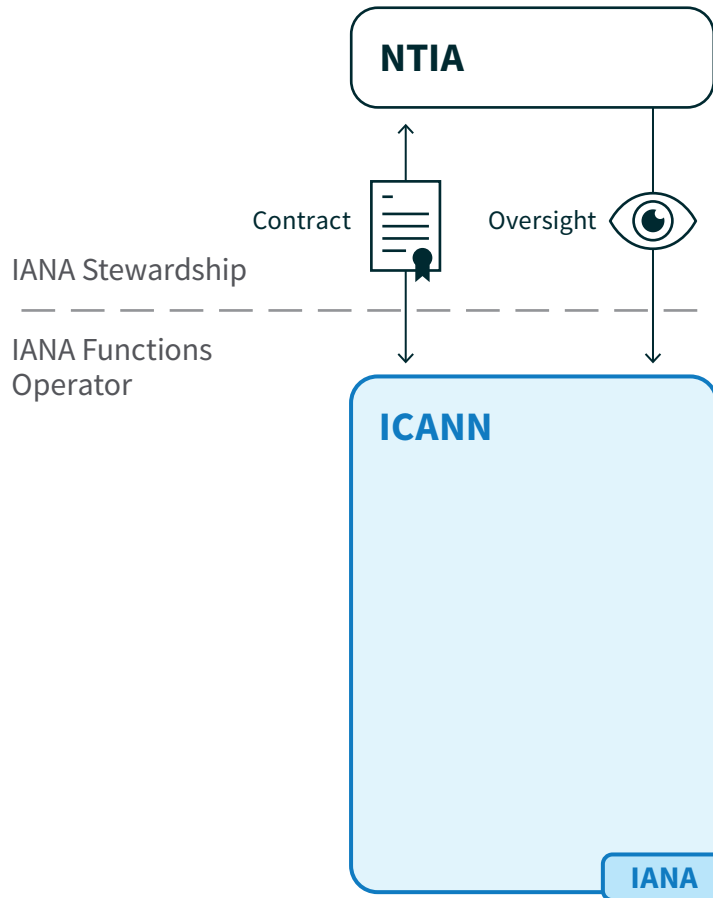 NTIA
Contract
Oversight
IANA Stewardship
IANA Functions
Operator
ICANN
IANA